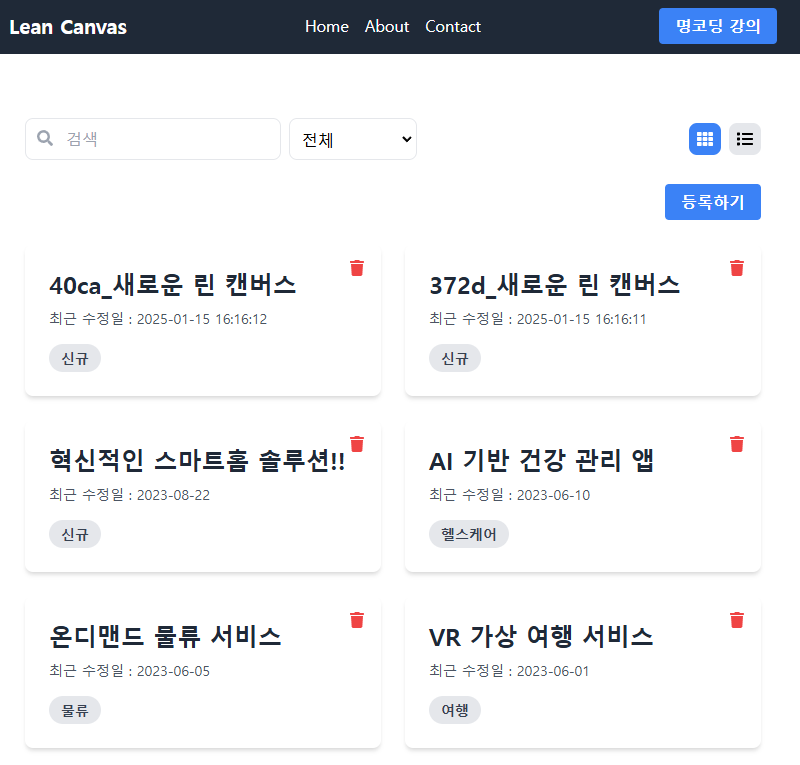 Lean Canvas
Home About Contact
명코딩 강의
검색
전체
등록하기
40ca_새로운 린 캔버스
최근 수정일 : 2025-01-15 16:16:12
신규
372d_새로운 린 캔버스
최근 수정일 : 2025-01-15 16:16:11
신규
혁신적인 스마트홈 솔루션!!
최근 수정일 : 2023-08-22
신규
AI 기반 건강 관리 앱
최근 수정일 : 2023-06-10
헬스케어
온디맨드 물류 서비스
최근 수정일 : 2023-06-05
물류
VR 가상 여행 서비스
최근 수정일 : 2023-06-01
여행